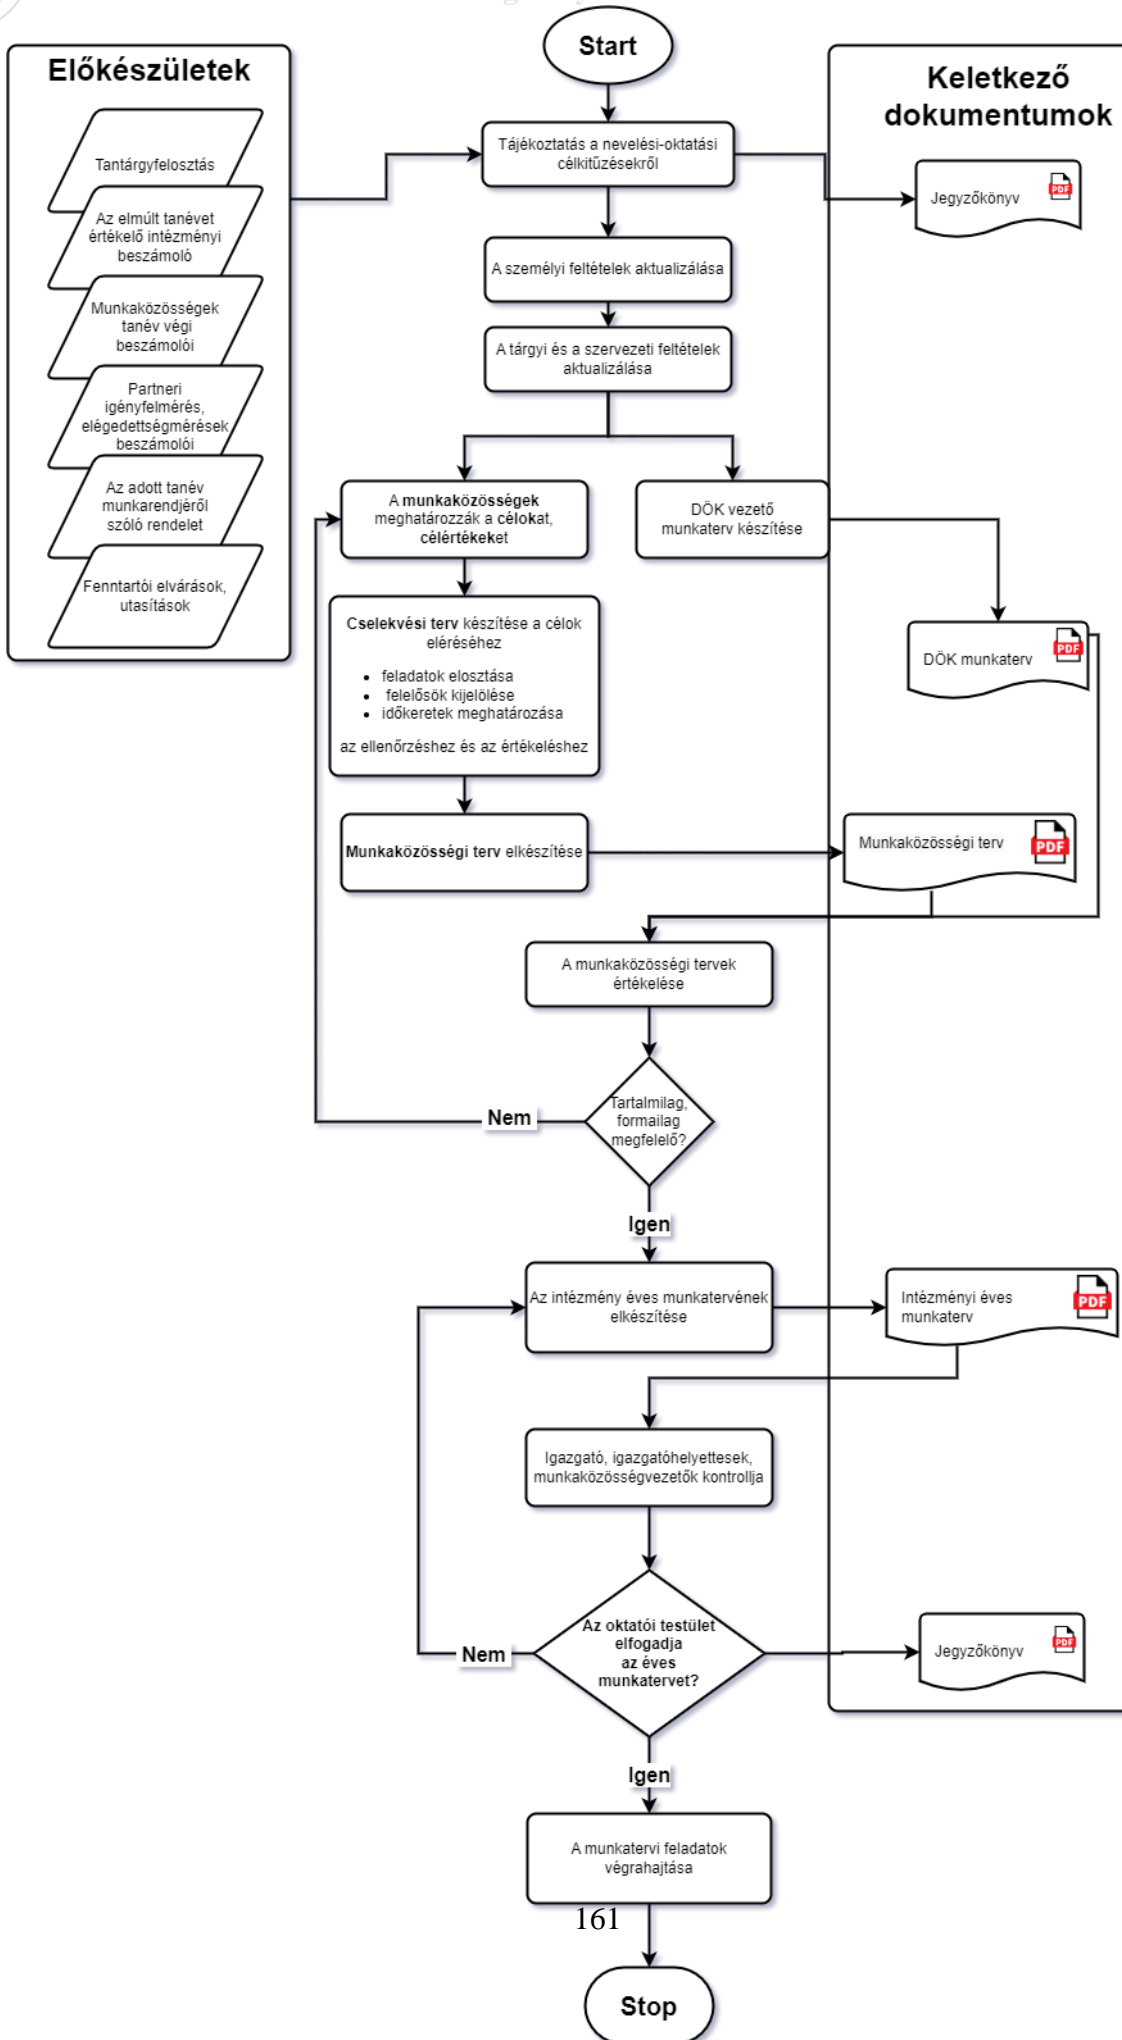 Start
Előkészületek
Tantárgyfelosztás
Az elmúlt tanévet
értékelő intézményi
beszámoló
Munkaközösségek
tanév végi
beszámolói
Partneri
igényfelmérés,
elégedettségmérések
beszámolói
Az adott tanév
munkarendjéről
szóló rendelet
Fenntartói elvárások,
utasítások
Tájékoztatás a nevelési-oktatási
célkitűzésekről
A személyi feltételek aktualizálása
A tárgyi és a szervezeti feltételek
aktualizálása
A munkaközösségek
meghatározzák a célokat,
célértékeket
DÖK vezető
munkaterv készítése
Cselekvési terv készítése a célok
eléréséhez
• feladatok elosztása
• felelősök kijelölése
• időkeretek meghatározása
az ellenőrzéshez és az értékeléshez
Munkaközösségi terv elkészítése
A munkaközösségi tervek
értékelése
Tartalmilag,
formailag
megfelelő?
Nem
Igen
Az intézmény éves munkatervének
elkészítése
Igazgató, igazgatóhelyettesek,
munkaközösségvezetők kontrollja
Az oktatói testület
elfogadja
az éves
munkatervet?
Nem
Igen
A munkatervi feladatok
végrahajtása
161
Stop
Keletkező
dokumentumok
Jegyzőkönyv
PDF
DÖK munkaterv
PDF
Munkaközösségi terv
PDF
Intézményi éves
munkaterv
PDF
Jegyzőkönyv
PDF